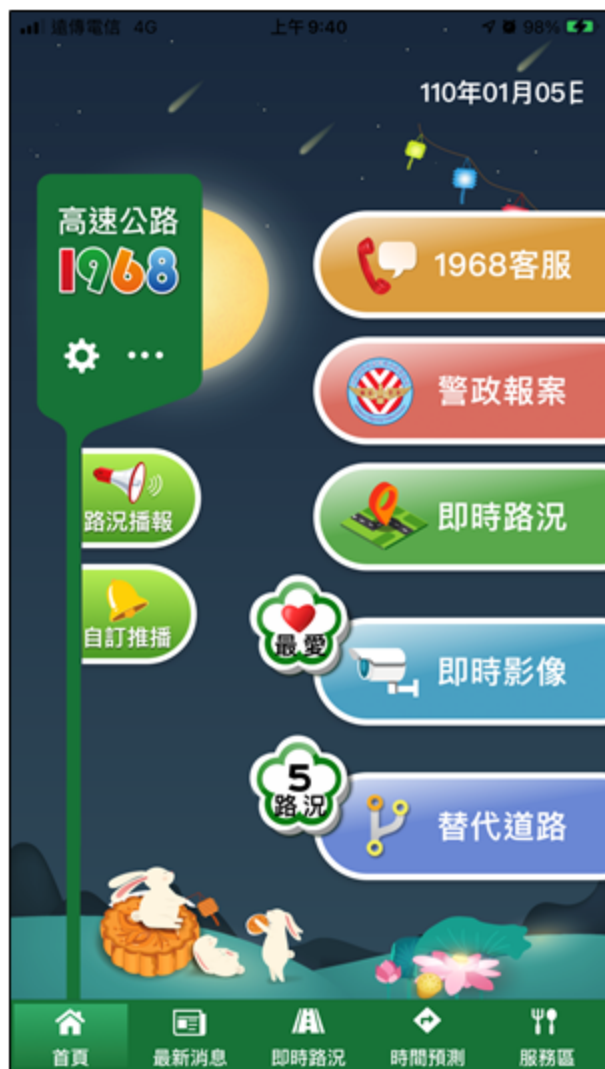 遠傳電信 4G
上午9:40
98%
110年01月05日
高速公路
1968
1968客服
警政報案
路況播報
即時路況
自訂推播
最愛
即時影像
5
路況
替代道路
首頁
最新消息
即時路況
時間預測
服務區